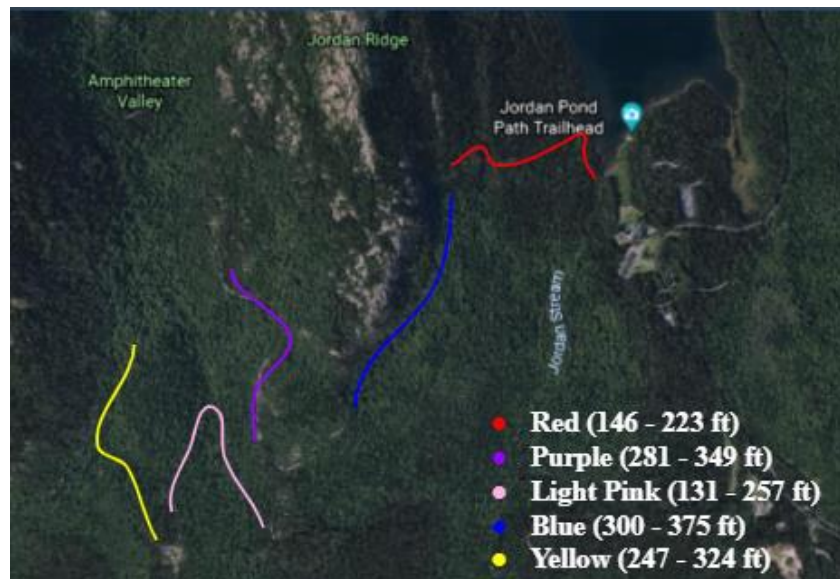 Jordan Ridge
Amphitheater
Valley
Jordan Pond
Path Trailhead
Jordan Stream
Red (146 - 223 ft)
Purple (281 - 349 ft)
Light Pink (131 - 257 ft)
Blue (300 - 375 ft)
Yellow (247 - 324 ft)